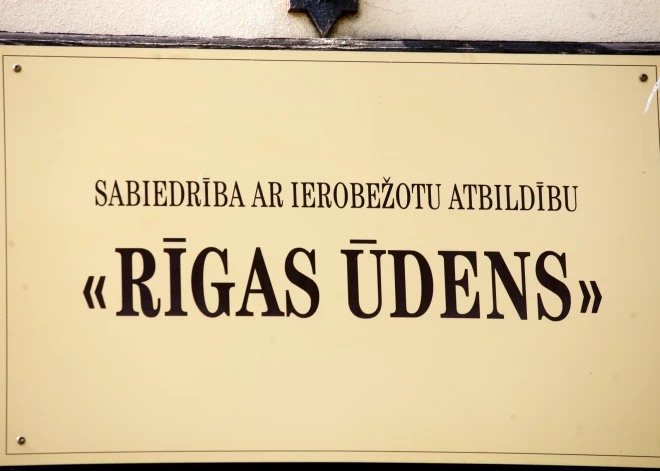 SABIEDRĪBA AR IEROBEŽOTU ATBILDĪBU
«RĪGAS ŪDENS»